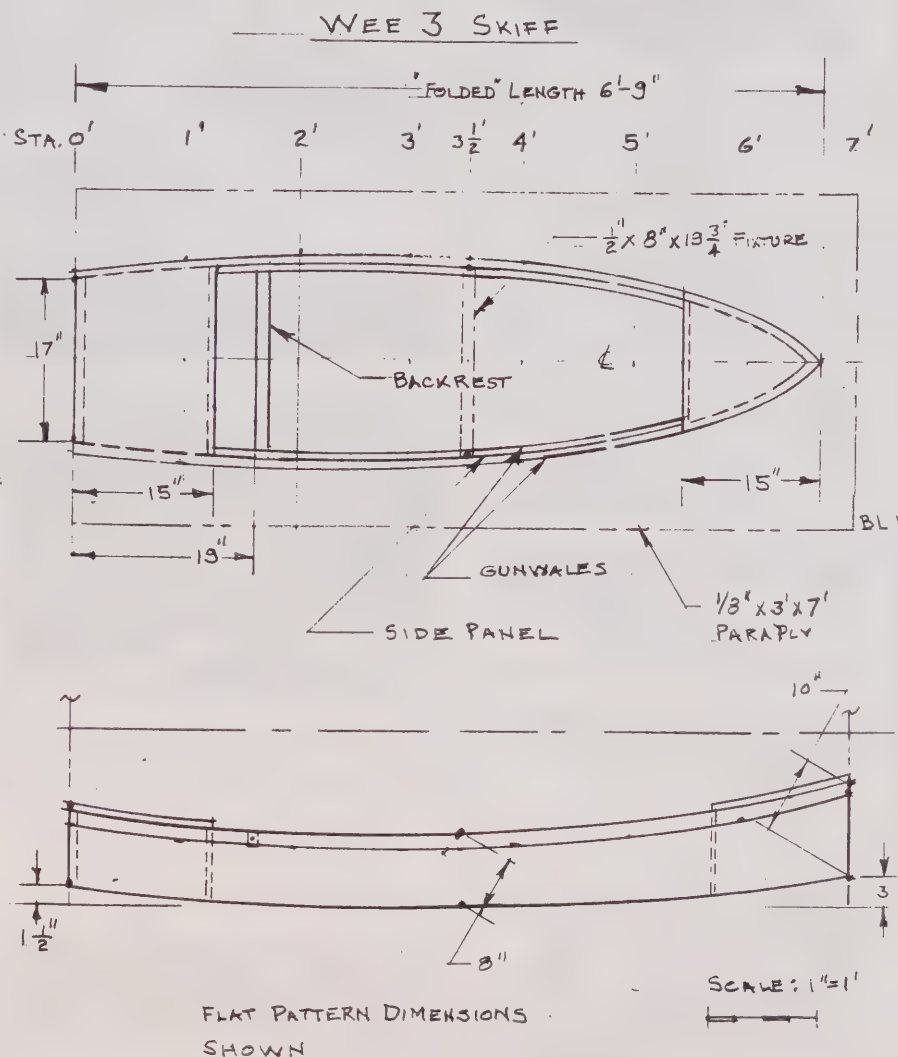 WEE 3 SKIFF
"FOLDED" LENGTH 6'-9"
STA. 0' 1' 2' 3' 3 1/2' 4' 5' 6' 7'
1/2" x 8" x 19 3/4" FIXTURE
17"
BACKREST
℄
15"
15"
19"
BL
GUNWALES
1/8" x 3' x 7'
PARAPLY
SIDE PANEL
10"
3
1 1/2"
8"
SCALE: 1"=1'
FLAT PATTERN DIMENSIONS
SHOWN